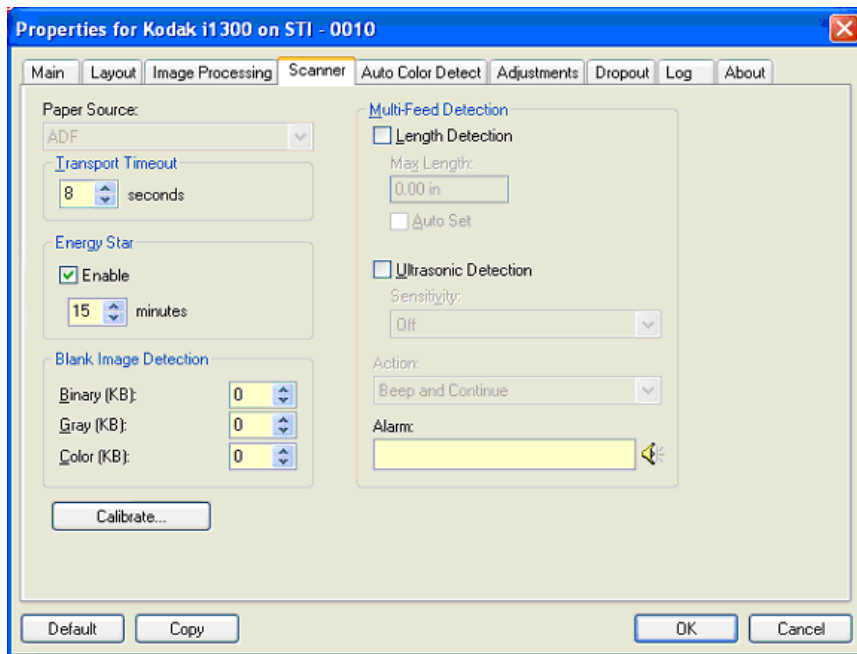 Properties for Kodak i1300 on STI - 0010
Main Layout Image Processing Scanner Auto Color Detect Adjustments Dropout Log About
Paper Source:
ADF
Transport Timeout
8 seconds
Energy Star
Enable
15 minutes
Blank Image Detection
Binary (KB): 0
Gray (KB): 0
Color (KB): 0
Calibrate...
Multi-Feed Detection
Length Detection
Max Length:
0.00 in
Auto Set
Ultrasonic Detection
Sensitivity:
Off
Action:
Beep and Continue
Alarm:
Default Copy OK Cancel